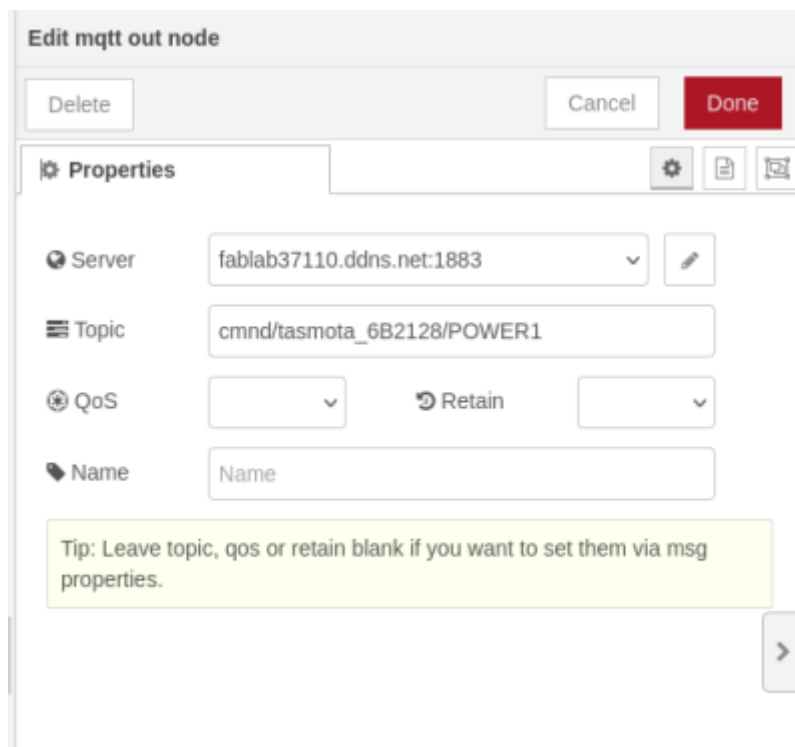 Edit mqtt out node
Delete
Cancel
Done
Properties
Server
fablab37110.ddns.net:1883
Topic
cmnd/tasmota_6B2128/POWER1
QoS
Retain
Name
Name
Tip: Leave topic, qos or retain blank if you want to set them via msg
properties.